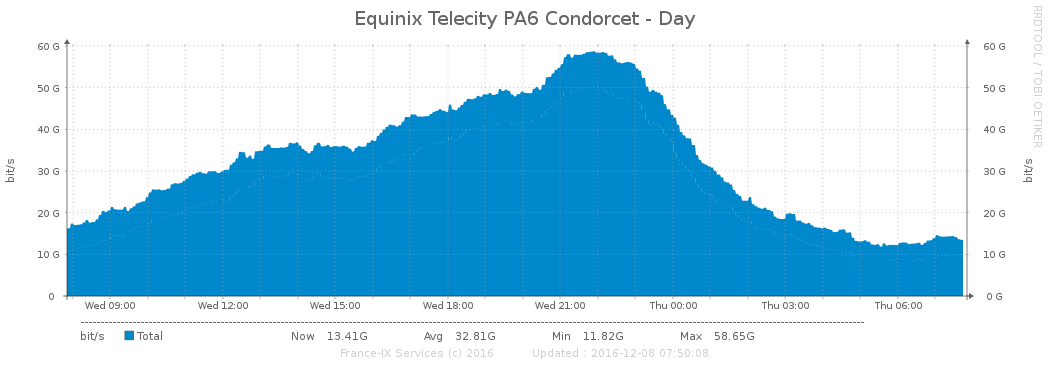 Equinix Telecity PA6 Condorcet - Day
RRDTOOL / TOBI OETIKER
60 G 60 G
50 G 50 G
40 G 40 G
30 G 30 G
20 G 20 G
10 G 10 G
0 0 G
bit/s bit/s
Wed 09:00 Wed 12:00 Wed 15:00 Wed 18:00 Wed 21:00 Thu 00:00 Thu 03:00 Thu 06:00
bit/s Total Now 13.41G Avg 32.81G Min 11.82G Max 58.65G
France-IX Services (c) 2016 Updated : 2016-12-08 07:50:08